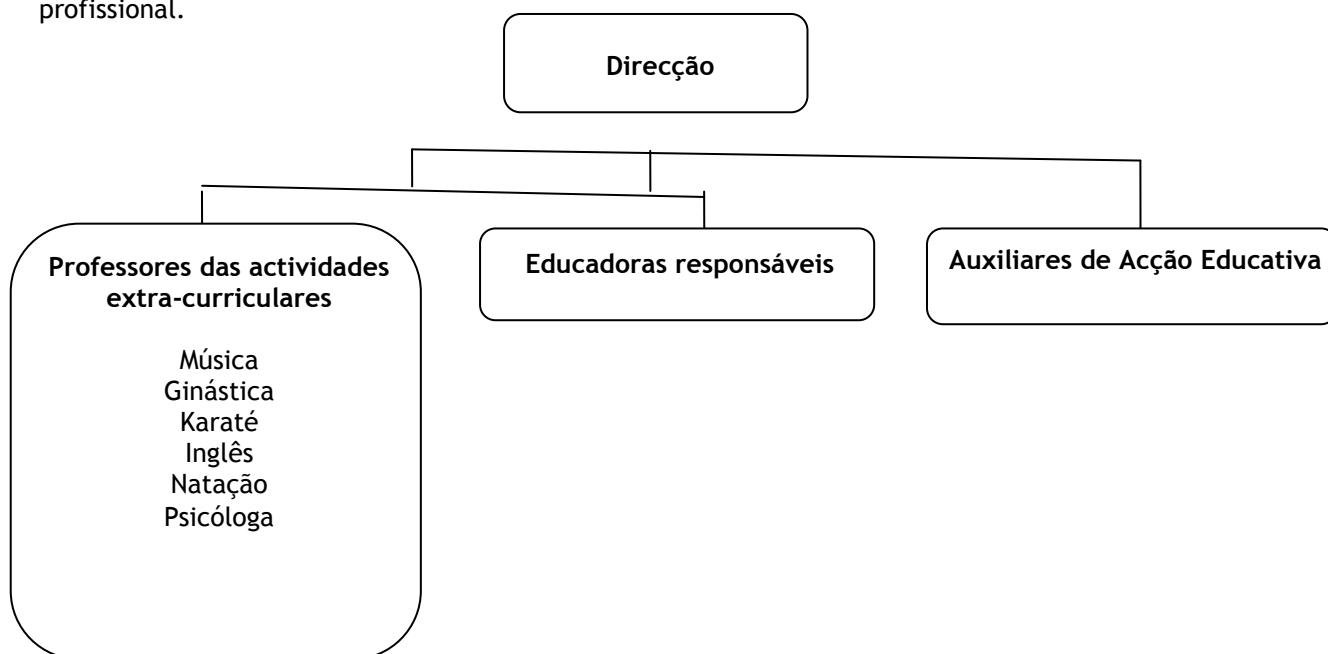 profissional.
Direcção
Professores das actividades
extra-curriculares
Música
Ginástica
Karaté
Inglês
Natação
Psicóloga
Educadoras responsáveis
Auxiliares de Acção Educativa